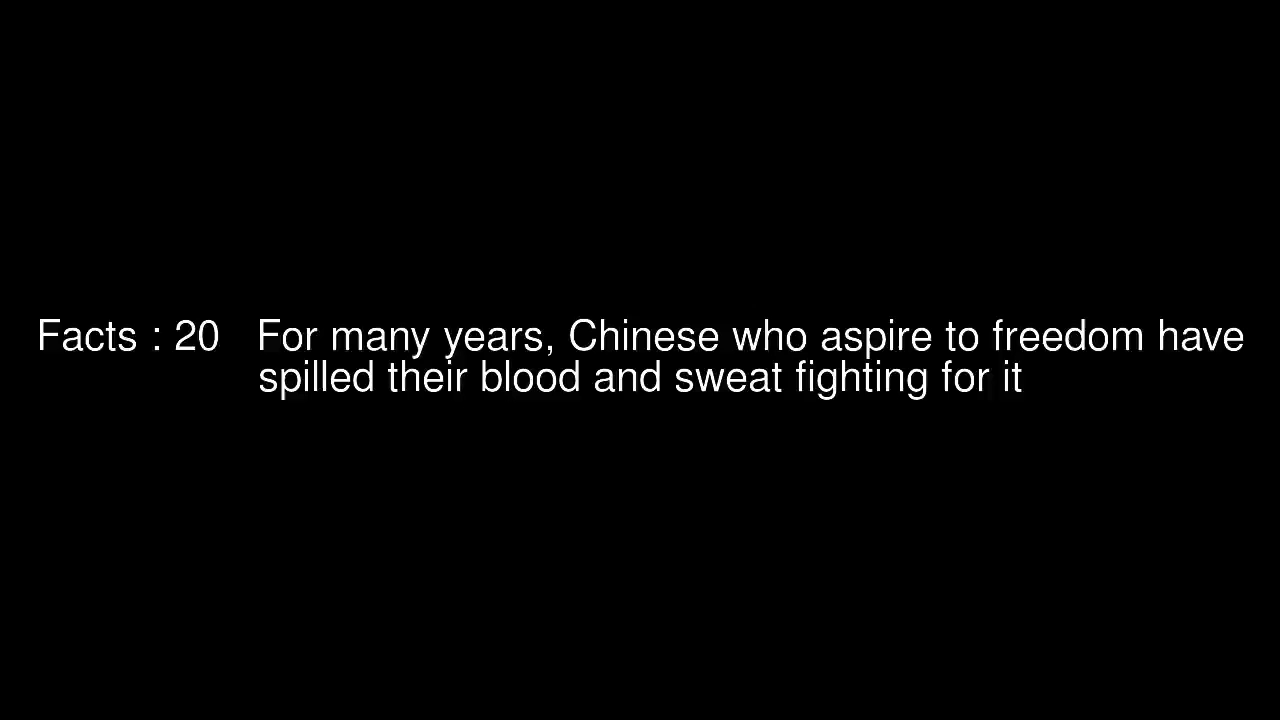 Facts : 20 For many years, Chinese who aspire to freedom have
spilled their blood and sweat fighting for it